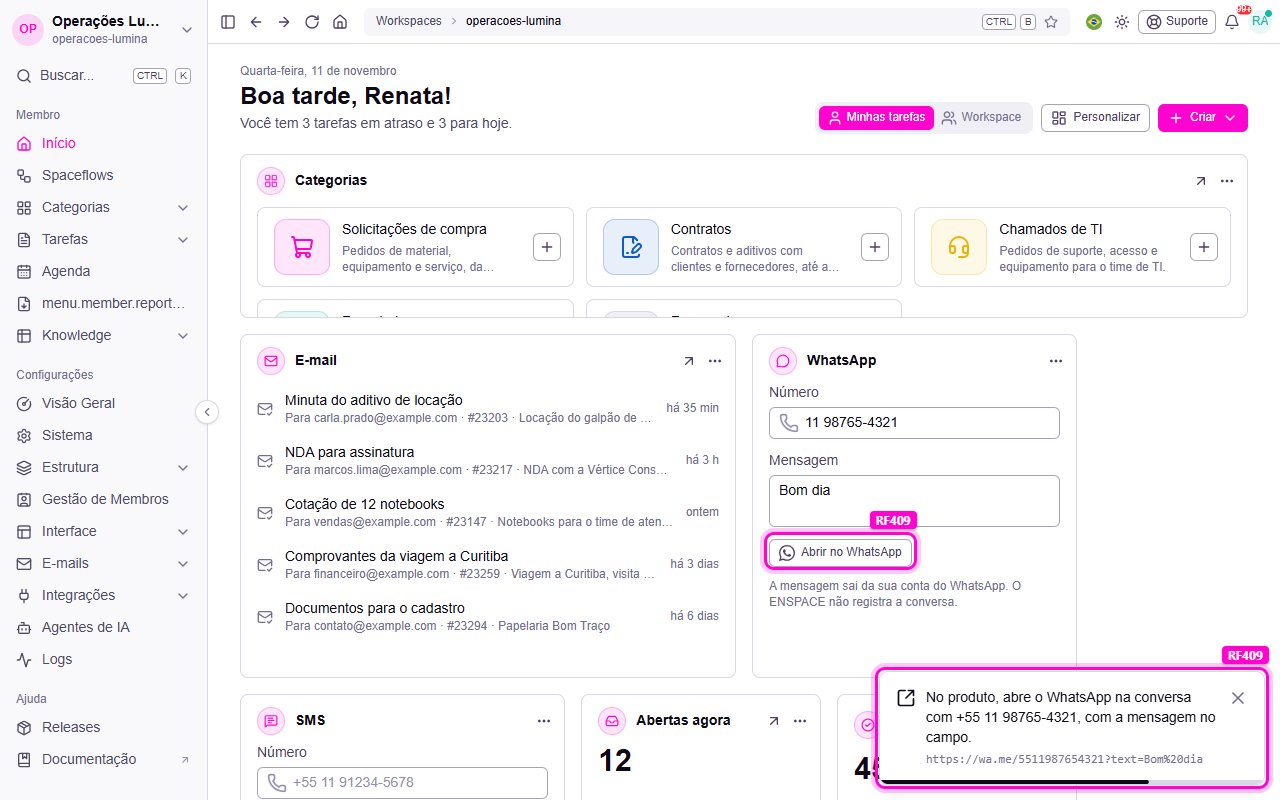 OP
Operações Lu...
operacoes-lumina
Buscar...
CTRL K
Membro
Início
Spaceflows
Categorias
Tarefas
Agenda
menu.member.report...
Knowledge
Configurações
Visão Geral
Sistema
Estrutura
Gestão de Membros
Interface
E-mails
Integrações
Agentes de IA
Logs
Ajuda
Releases
Documentação
Workspaces
operacoes-lumina
CTRL B
Suporte
99+
RA
Quarta-feira, 11 de novembro
Boa tarde, Renata!
Você tem 3 tarefas em atraso e 3 para hoje.
Minhas tarefas
Workspace
Personalizar
Criar
Categorias
Solicitações de compra
Pedidos de material,
equipamento e serviço, da...
Contratos
Contratos e aditivos com
clientes e fornecedores, até a...
Chamados de TI
Pedidos de suporte, acesso e
equipamento para o time de TI.
E-mail
Minuta do aditivo de locação
Para carla.prado@example.com · #23203 · Locação do galpão de ...
há 35 min
NDA para assinatura
Para marcos.lima@example.com · #23217 · NDA com a Vértice Cons...
há 3 h
Cotação de 12 notebooks
Para vendas@example.com · #23147 · Notebooks para o time de aten...
ontem
Comprovantes da viagem a Curitiba
Para financeiro@example.com · #23259 · Viagem a Curitiba, visita ...
há 3 dias
Documentos para o cadastro
Para contato@example.com · #23294 · Papelaria Bom Traço
há 6 dias
WhatsApp
Número
11 98765-4321
Mensagem
Bom dia
RF409
Abrir no WhatsApp
A mensagem sai da sua conta do WhatsApp. O
ENSPACE não registra a conversa.
SMS
Número
+55 11 91234-5678
Abertas agora
12
RF409
No produto, abre o WhatsApp na conversa
com +55 11 98765-4321, com a mensagem no
campo.
https://wa.me/5511987654321?text=Bom%20dia